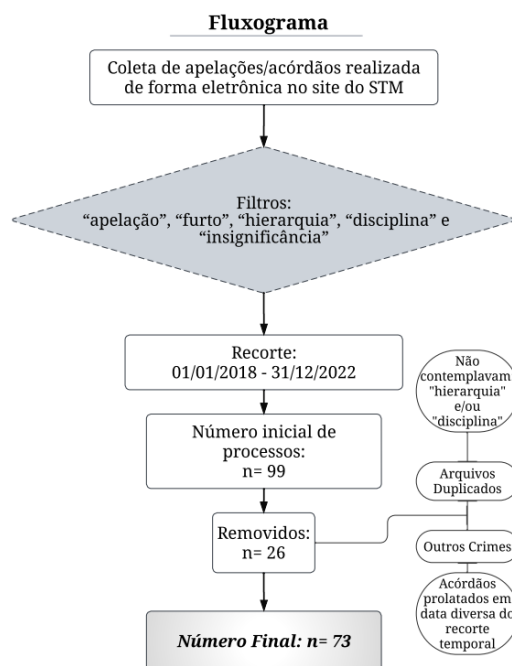 Fluxograma
Coleta de apelações/acórdãos realizada
de forma eletrônica no site do STM
Filtros:
“apelação”, “furto”, “hierarquia”, “disciplina” e
“insignificância”
Recorte:
01/01/2018 - 31/12/2022
Número inicial de
processos:
n= 99
Removidos:
n= 26
Número Final: n= 73
Não
contemplavam
"hierarquia"
e/ou
"disciplina"
Arquivos
Duplicados
Outros Crimes
Acórdãos
prolatados em
data diversa do
recorte
temporal